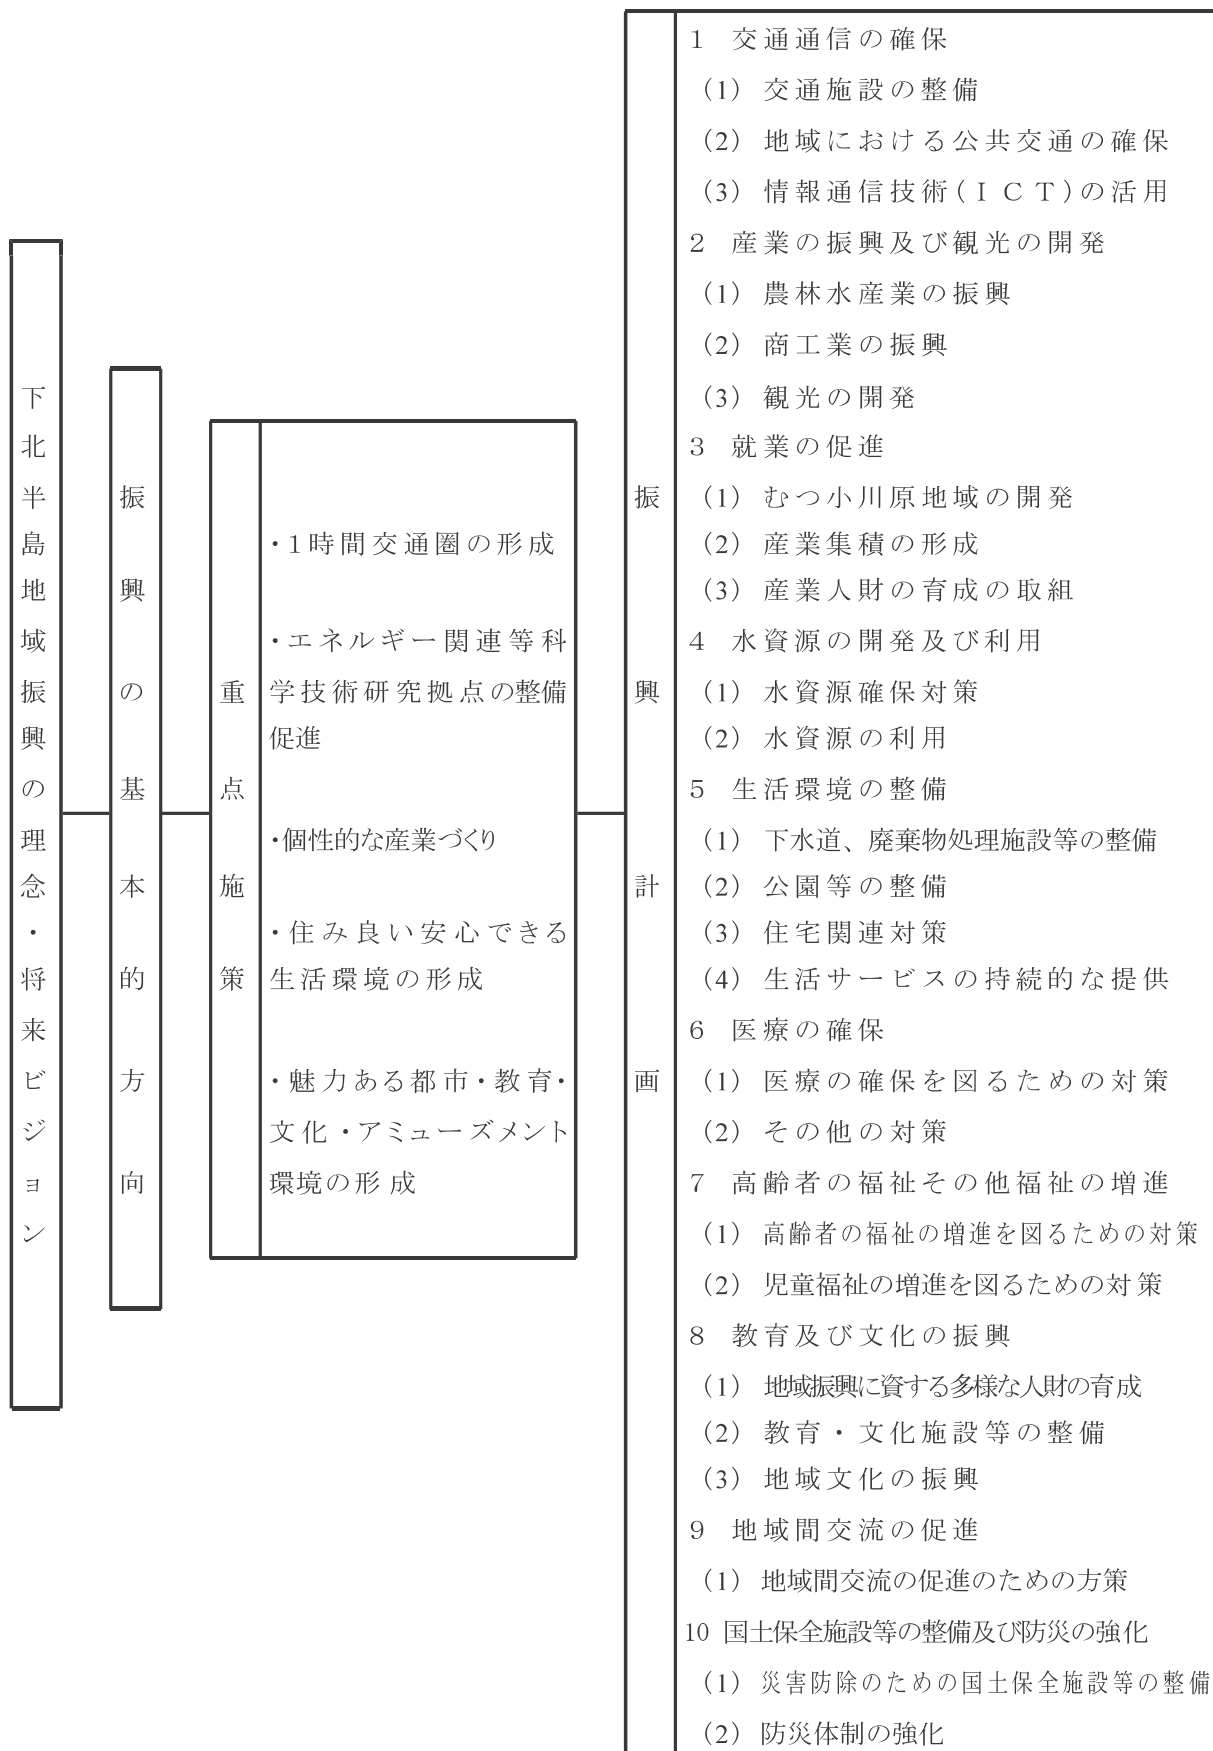 下北半島地域振興の理念・将来ビジョン
振興の基本的方向
重点施策
・1時間交通圏の形成
・エネルギー関連等科
学技術研究拠点の整備
促進
・個性的な産業づくり
・住み良い安心できる
生活環境の形成
・魅力ある都市・教育・
文化・アミューズメント
環境の形成
振興計画
1 交通通信の確保
(1) 交通施設の整備
(2) 地域における公共交通の確保
(3) 情報通信技術(ＩＣＴ)の活用
2 産業の振興及び観光の開発
(1) 農林水産業の振興
(2) 商工業の振興
(3) 観光の開発
3 就業の促進
(1) むつ小川原地域の開発
(2) 産業集積の形成
(3) 産業人財の育成の取組
4 水資源の開発及び利用
(1) 水資源確保対策
(2) 水資源の利用
5 生活環境の整備
(1) 下水道、廃棄物処理施設等の整備
(2) 公園等の整備
(3) 住宅関連対策
(4) 生活サービスの持続的な提供
6 医療の確保
(1) 医療の確保を図るための対策
(2) その他の対策
7 高齢者の福祉その他福祉の増進
(1) 高齢者の福祉の増進を図るための対策
(2) 児童福祉の増進を図るための対策
8 教育及び文化の振興
(1) 地域振興に資する多様な人財の育成
(2) 教育・文化施設等の整備
(3) 地域文化の振興
9 地域間交流の促進
(1) 地域間交流の促進のための方策
10 国土保全施設等の整備及び防災の強化
(1) 災害防除のための国土保全施設等の整備
(2) 防災体制の強化